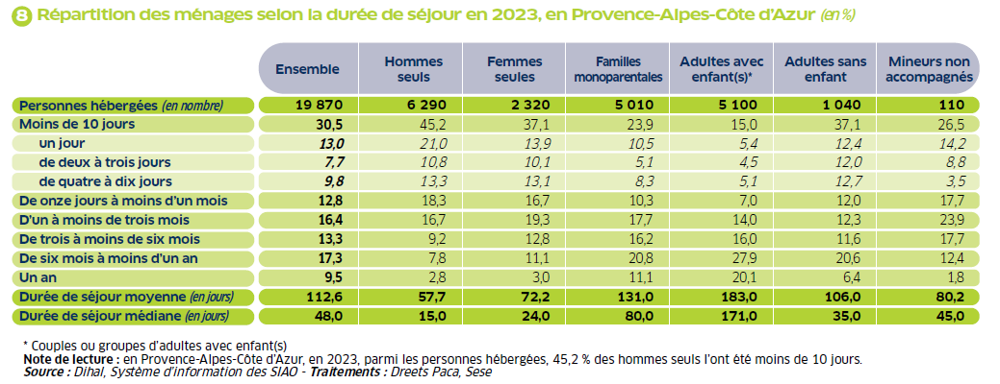 8 Répartition des ménages selon la durée de séjour en 2023, en Provence-Alpes-Côte d’Azur (en %)
Ensemble Hommes seuls Femmes seules Familles monoparentales Adultes avec enfant(s)* Adultes sans enfant Mineurs non accompagnés
Personnes hébergées (en nombre) 19 870 6 290 2 320 5 010 5 100 1 040 110
Moins de 10 jours 30,5 45,2 37,1 23,9 15,0 37,1 26,5
un jour 13,0 21,0 13,9 10,5 5,4 12,4 14,2
de deux à trois jours 7,7 10,8 10,1 5,1 4,5 12,0 8,8
de quatre à dix jours 9,8 13,3 13,1 8,3 5,1 12,7 3,5
De onze jours à moins d’un mois 12,8 18,3 16,7 10,3 7,0 12,0 17,7
D’un à moins de trois mois 16,4 16,7 19,3 17,7 14,0 12,3 23,9
De trois à moins de six mois 13,3 9,2 12,8 16,2 16,0 11,6 17,7
De six mois à moins d’un an 17,3 7,8 11,1 20,8 27,9 20,6 12,4
Un an 9,5 2,8 3,0 11,1 20,1 6,4 1,8
Durée de séjour moyenne (en jours) 112,6 57,7 72,2 131,0 183,0 106,0 80,2
Durée de séjour médiane (en jours) 48,0 15,0 24,0 80,0 171,0 35,0 45,0
* Couples ou groupes d’adultes avec enfant(s)
Note de lecture : en Provence-Alpes-Côte d’Azur, en 2023, parmi les personnes hébergées, 45,2 % des hommes seuls l’ont été moins de 10 jours.
Source : Dihal, Système d’information des SIAO - Traitements : Dreets Paca, Sese